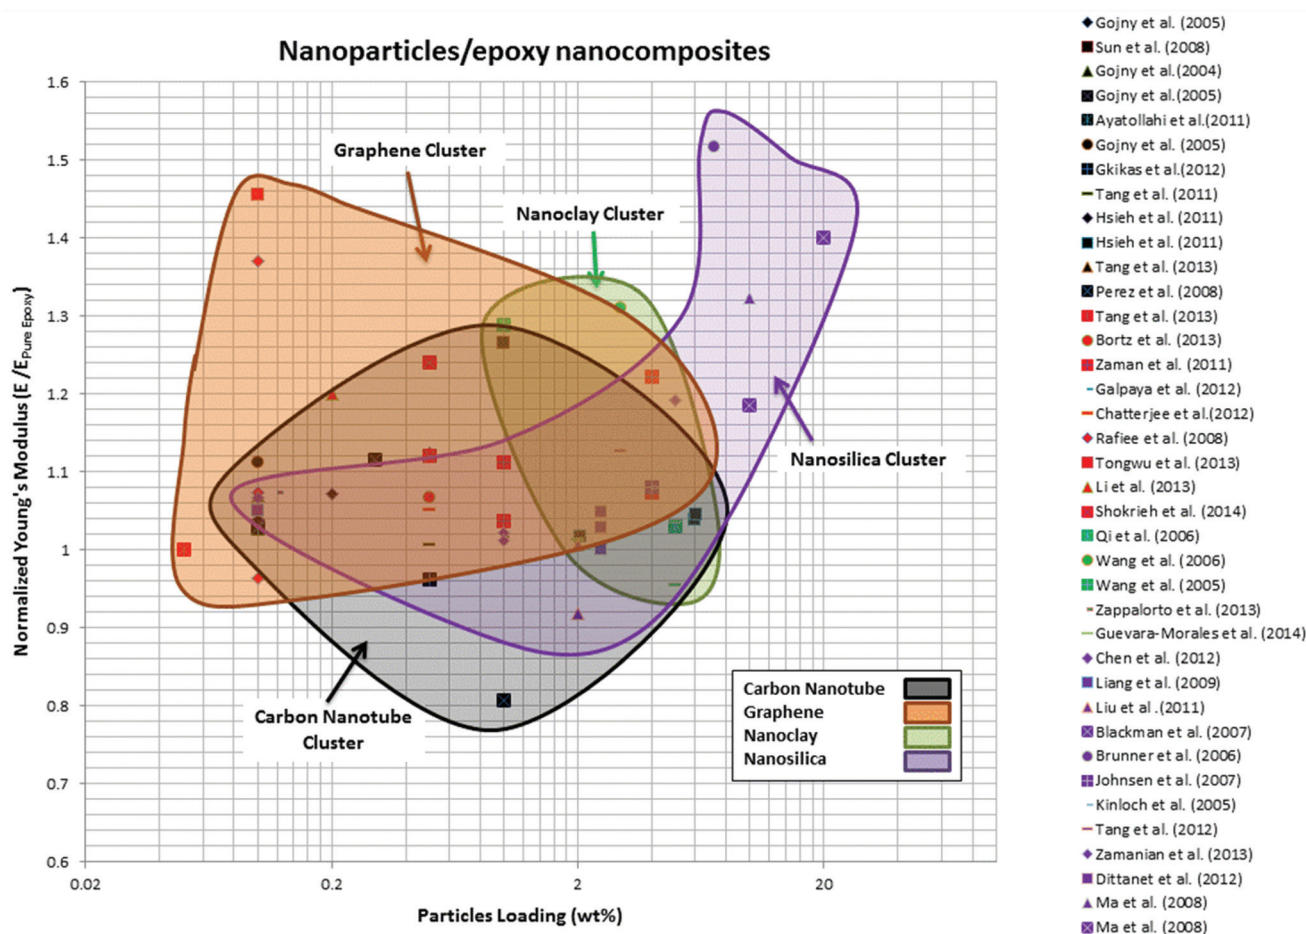 Nanoparticles/epoxy nanocomposites
Normalized Young's Modulus (E /E Pure Epoxy)
1.6
1.5
1.4
1.3
1.2
1.1
1
0.9
0.8
0.7
0.6
0.02
0.2
2
20
Particles Loading (wt%)
Graphene Cluster
Nanoclay Cluster
Nanosilica Cluster
Carbon Nanotube
Cluster
Carbon Nanotube
Graphene
Nanoclay
Nanosilica
Gojny et al. (2005)
Sun et al. (2008)
Gojny et al.(2004)
Gojny et al. (2005)
Ayatollahi et al.(2011)
Gojny et al. (2005)
Gkikas et al.(2012)
Tang et al. (2011)
Hsieh et al. (2011)
Hsieh et al. (2011)
Tang et al. (2013)
Perez et al. (2008)
Tang et al. (2013)
Bortz et al. (2013)
Zaman et al. (2011)
Galpaya et al. (2012)
Chatterjee et al.(2012)
Rafiee et al. (2008)
Tongwu et al. (2013)
Li et al. (2013)
Shokrieh et al. (2014)
Qi et al. (2006)
Wang et al. (2006)
Wang et al. (2005)
Zappalorto et al. (2013)
Guevara-Morales et al. (2014)
Chen et al. (2012)
Liang et al. (2009)
Liu et al .(2011)
Blackman et al. (2007)
Brunner et al. (2006)
Johnsen et al. (2007)
Kinloch et al. (2005)
Tang et al. (2012)
Zamanian et al. (2013)
Dittanet et al. (2012)
Ma et al. (2008)
Ma et al. (2008)